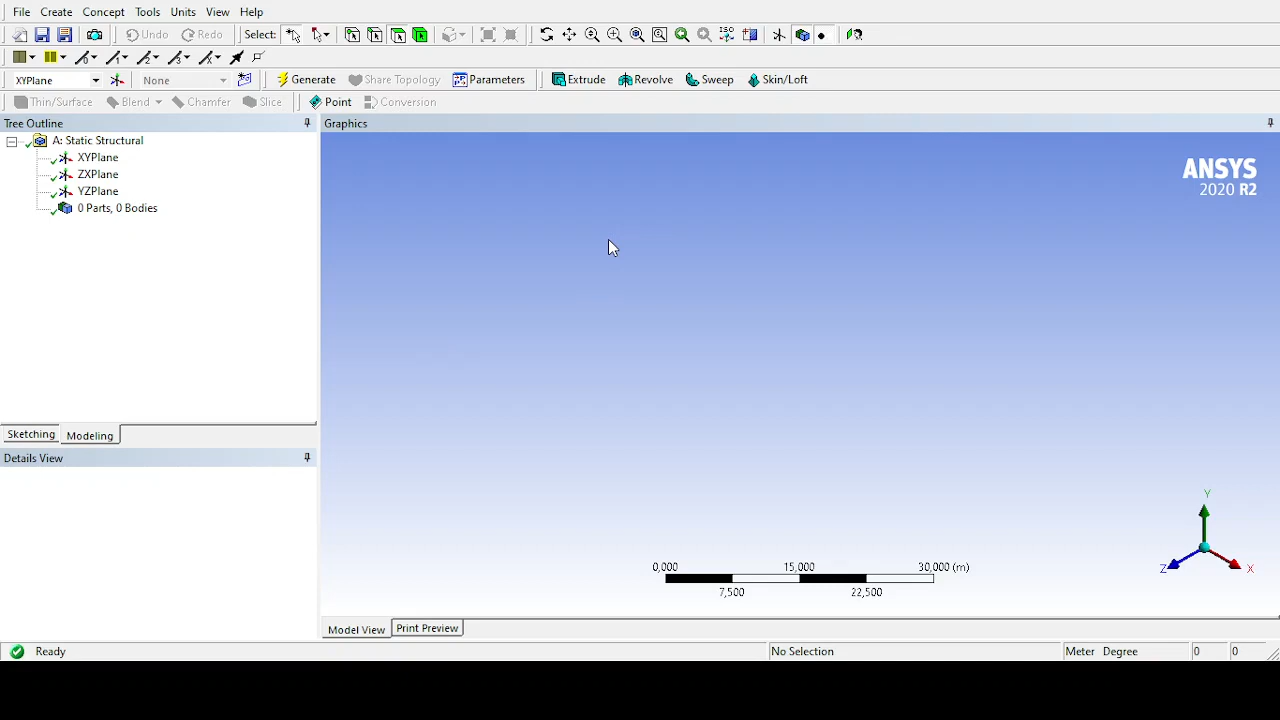 File Create Concept Tools Units View Help
Undo Redo Select:
XYPlane None Generate Share Topology Parameters Extrude Revolve Sweep Skin/Loft
Thin/Surface Blend Chamfer Slice Point Conversion
Tree Outline
A: Static Structural
XYPlane
ZXPlane
YZPlane
0 Parts, 0 Bodies
Sketching Modeling
Details View
Graphics
ANSYS
2020 R2
Y
Z X
0,000 15,000 30,000 (m)
7,500 22,500
Model View Print Preview
Ready No Selection Meter Degree 0 0